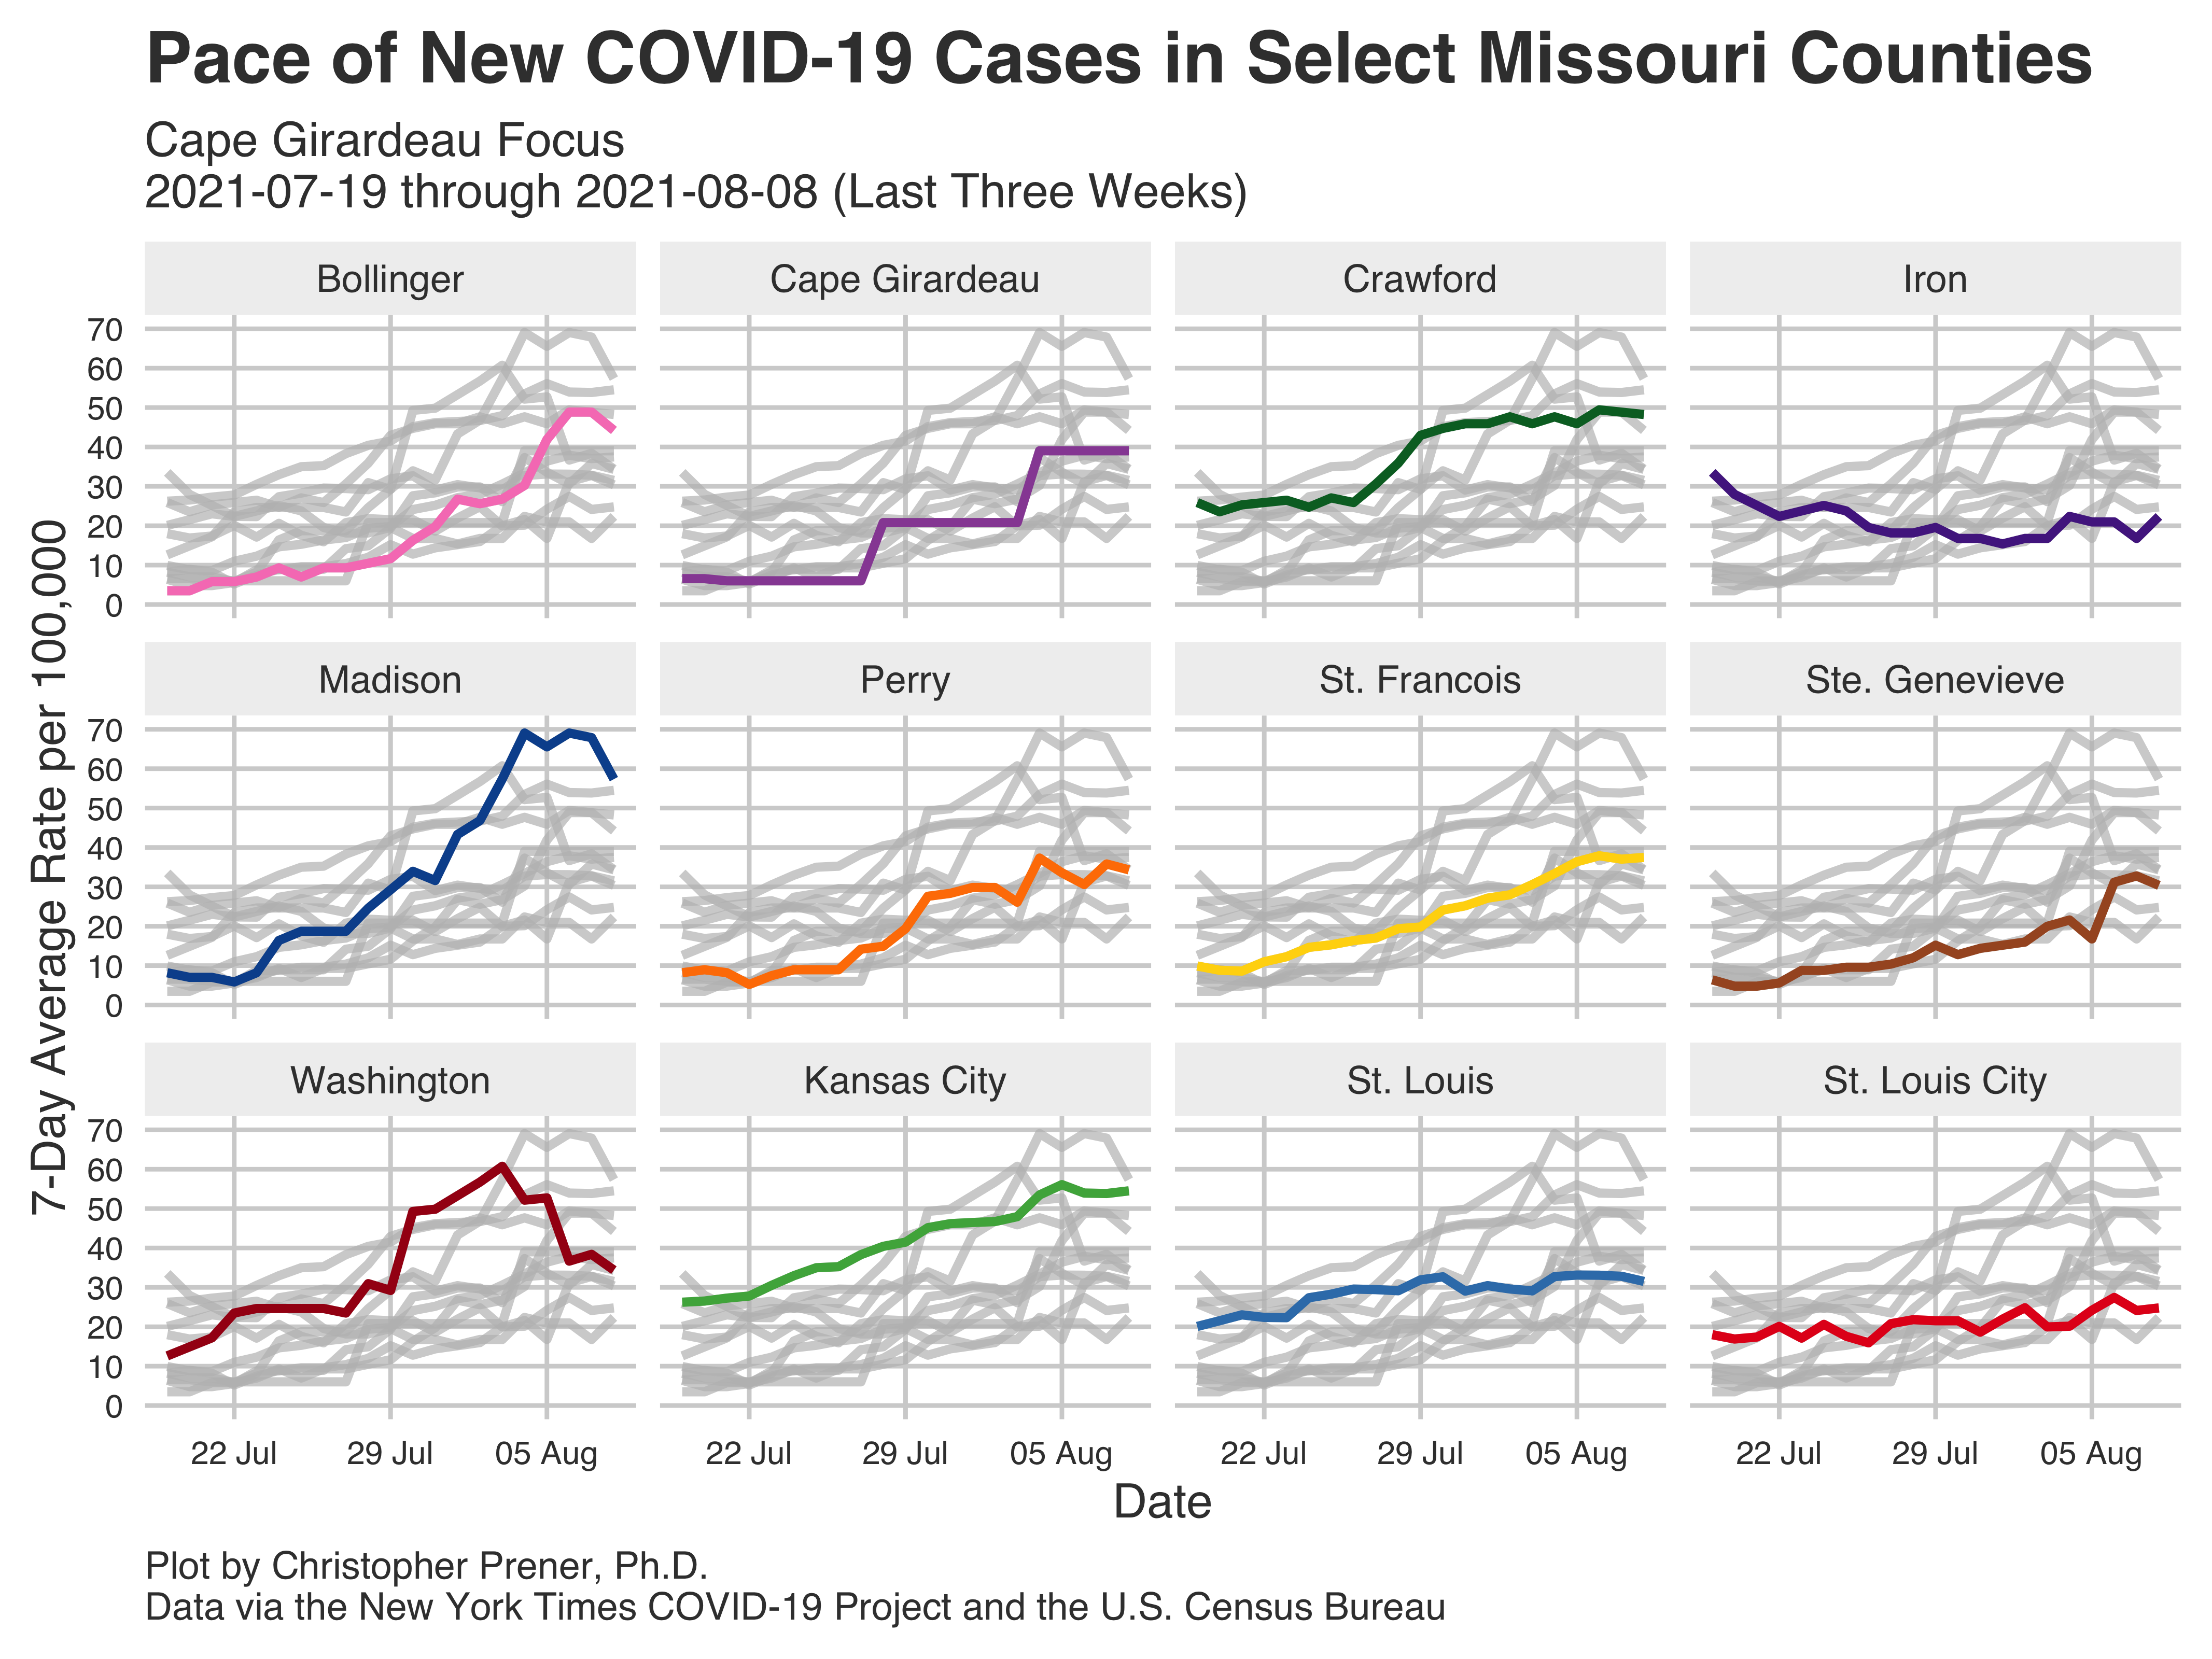 Pace of New COVID-19 Cases in Select Missouri Counties
Cape Girardeau Focus
2021-07-19 through 2021-08-08 (Last Three Weeks)
7-Day Average Rate per 100,000
Bollinger
Cape Girardeau
Crawford
Iron
70
60
50
40
30
20
10
0
Madison
Perry
St. Francois
Ste. Genevieve
70
60
50
40
30
20
10
0
Washington
Kansas City
St. Louis
St. Louis City
70
60
50
40
30
20
10
0
22 Jul 29 Jul 05 Aug
22 Jul 29 Jul 05 Aug
22 Jul 29 Jul 05 Aug
22 Jul 29 Jul 05 Aug
Date
Plot by Christopher Prener, Ph.D.
Data via the New York Times COVID-19 Project and the U.S. Census Bureau